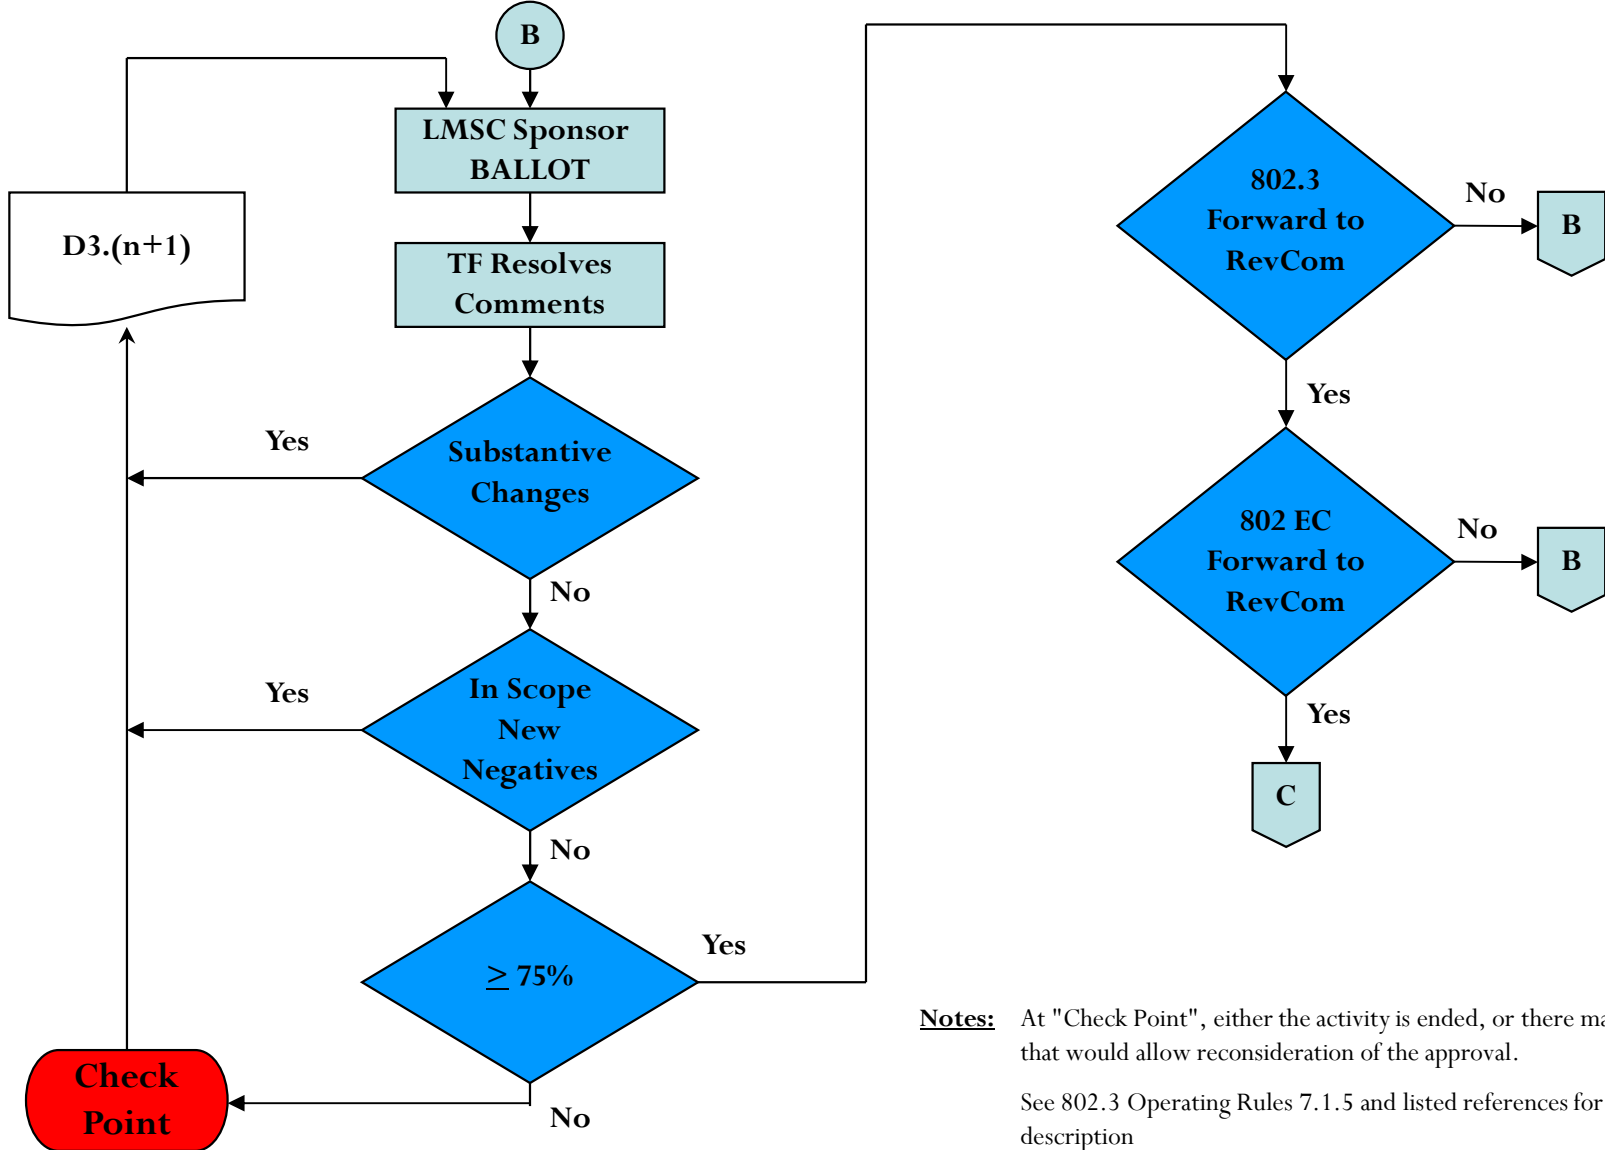 B
LMSC Sponsor
BALLOT
D3.(n+1)
TF Resolves
Comments
Yes
Substantive
Changes
No
Yes
In Scope
New
Negatives
No
≥ 75%
Yes
No
Check
Point
802.3
Forward to
RevCom
No
B
Yes
802 EC
Forward to
RevCom
No
B
Yes
C
Notes: At "Check Point", either the activity is ended, or there
that would allow reconsideration of the approval.
See 802.3 Operating Rules 7.1.5 and listed references for
description